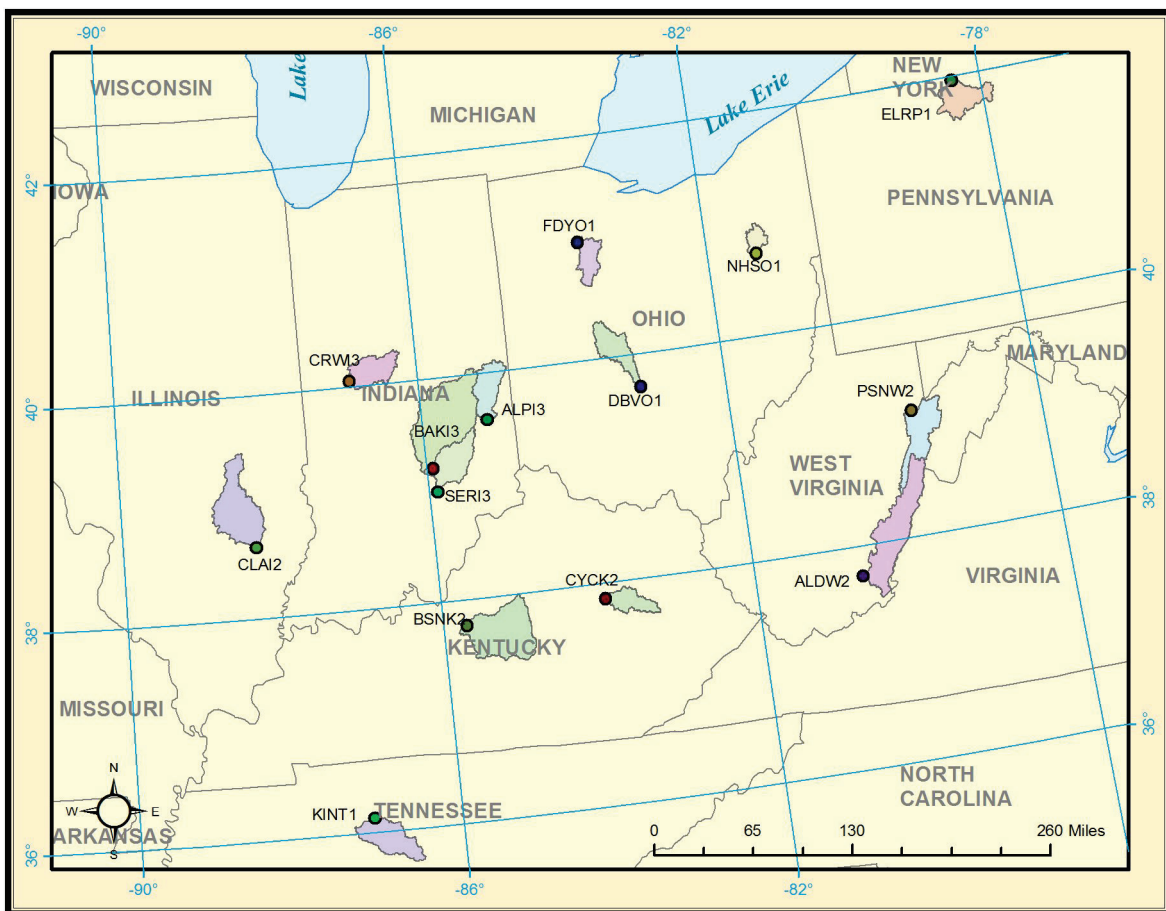 -90°
-86°
-82°
-78°
WISCONSIN
Lake
MICHIGAN
Lake Erie
NEW
YORK
ELRP1
42°
IOWA
PENNSYLVANIA
FDYO1
NHSO1
40°
OHIO
CRWI3
INDIANA
MARYLAND
ILLINOIS
40°
ALPI3
DBVO1
PSNW2
BAKI3
WEST
VIRGINIA
SERI3
38°
CLAI2
CYCK2
ALDW2
VIRGINIA
BSNK2
KENTUCKY
38°
MISSOURI
36°
N
W
E
S
NORTH
CAROLINA
KINT1
TENNESSEE
ARKANSAS
0
65
130
260 Miles
36°
-90°
-86°
-82°